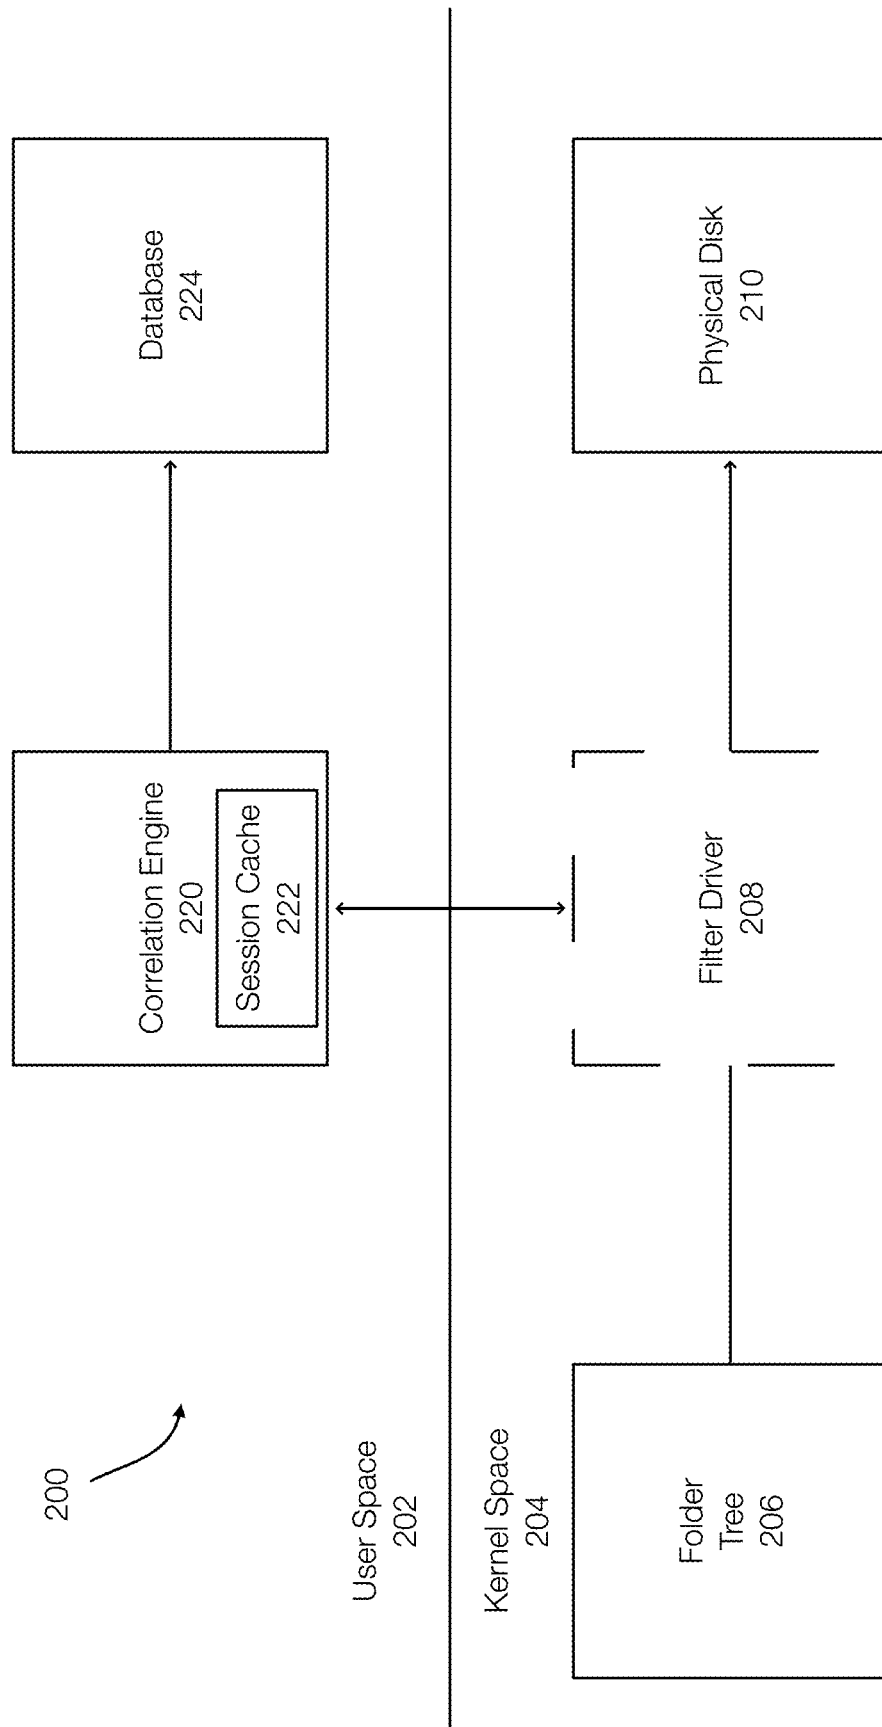 200
Correlation Engine
220
Session Cache
222
Database
224
User Space
202
Kernel Space
204
Folder
Tree
206
Filter Driver
208
Physical Disk
210